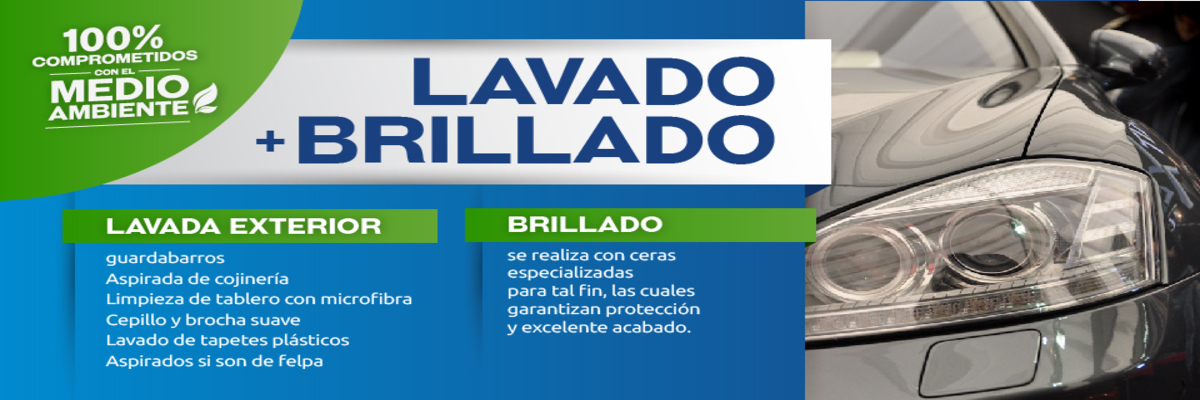 100%
COMPROMETIDOS
CON EL
MEDIO
AMBIENTE
LAVADO
+BRILLADO
LAVADA EXTERIOR
guardabarros
Aspirada de cojinería
Limpieza de tablero con microfibra
Cepillo y brocha suave
Lavado de tapetes plásticos
Aspirados si son de felpa
BRILLADO
se realiza con ceras
especializadas
para tal fin, las cuales
garantizan protección
y excelente acabado.